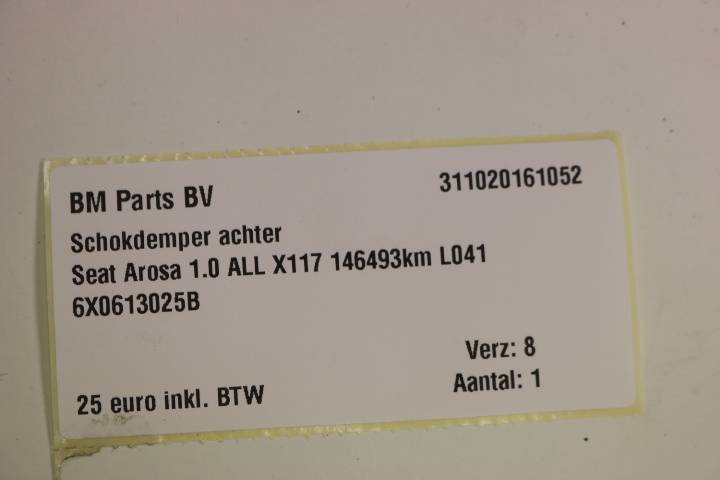 BM Parts BV
311020161052
Schokdemper achter
Seat Arosa 1.0 ALL X117 146493km L041
6X0613025B
Verz: 8
25 euro inkl. BTW
Aantal: 1